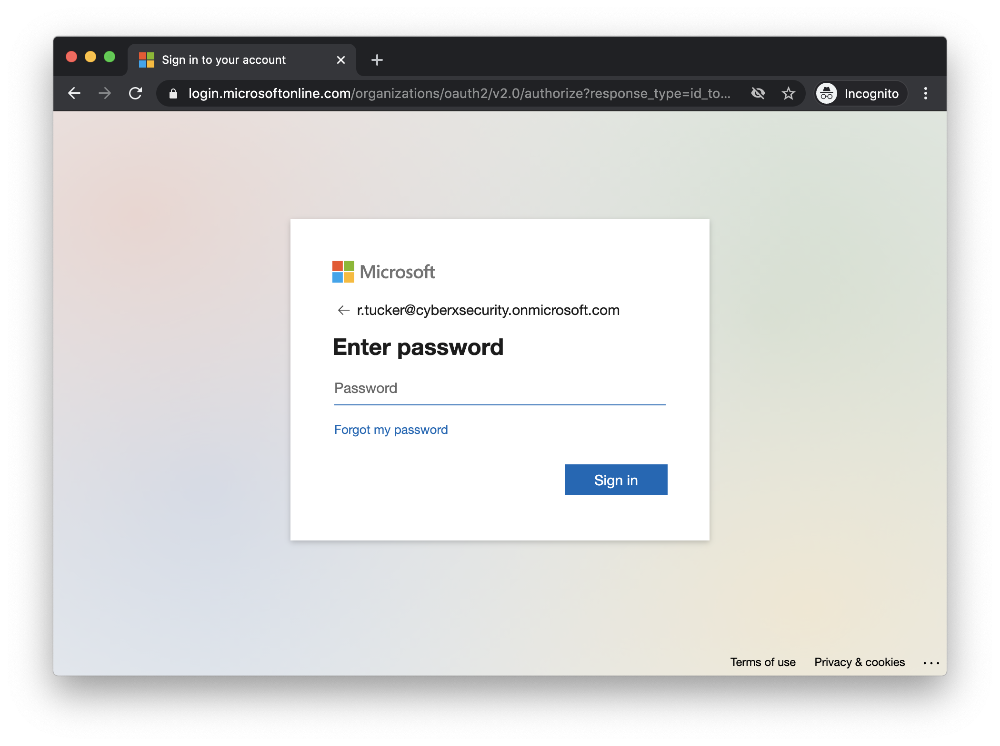 Sign in to your account
login.microsoftonline.com/organizations/oauth2/v2.0/authorize?response_type=id_to...
Incognito
Microsoft
r.tucker@cyberxsecurity.onmicrosoft.com
Enter password
Password
Forgot my password
Sign in
Terms of use Privacy & cookies ...